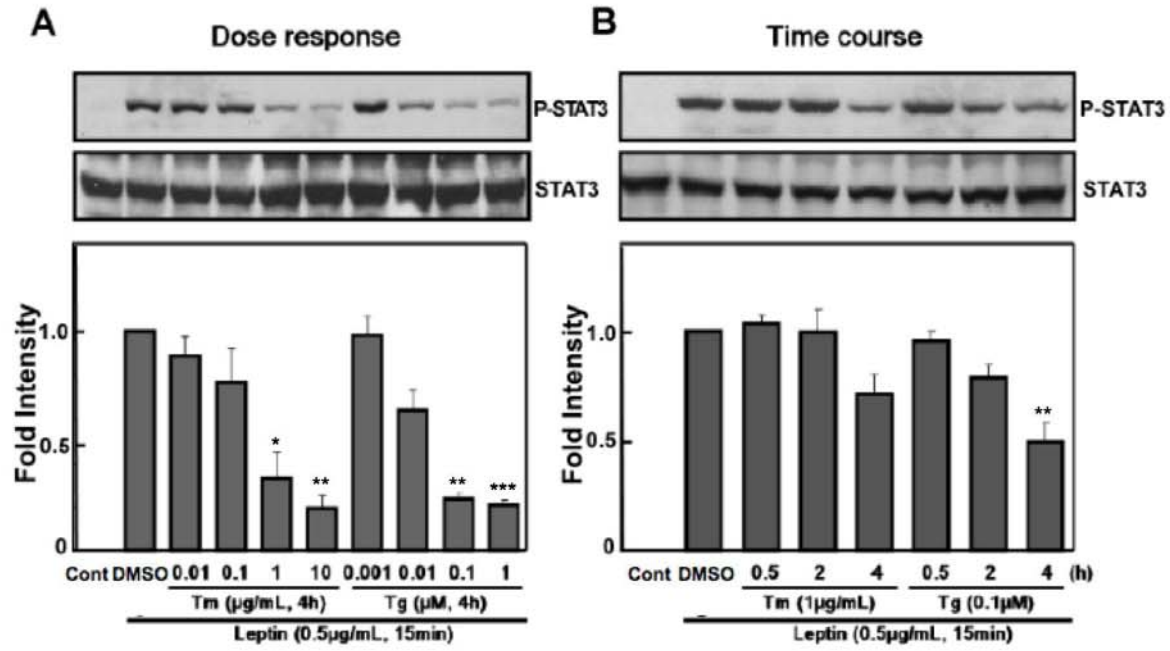 A
Dose response
P-STAT3
STAT3
Fold Intensity
1.0
0.5
0
*
**
**
***
Cont DMSO 0.01 0.1 1 10 0.001 0.01 0.1 1
Tm (µg/mL, 4h) Tg (µM, 4h)
Leptin (0.5µg/mL, 15min)
B
Time course
P-STAT3
STAT3
Fold Intensity
1.0
0.5
0
**
Cont DMSO 0.5 2 4 0.5 2 4 (h)
Tm (1µg/mL) Tg (0.1µM)
Leptin (0.5µg/mL, 15min)